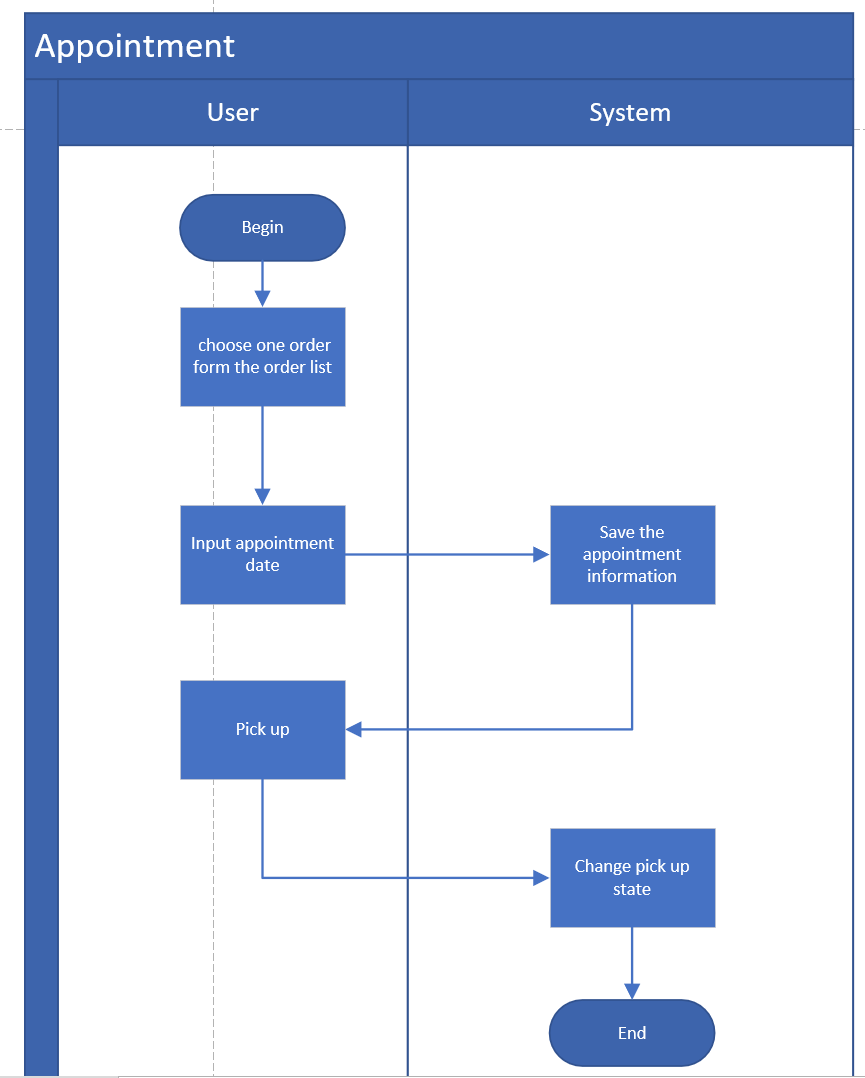 Appointment
User
System
Begin
choose one order
form the order list
Input appointment
date
Save the
appointment
information
Pick up
Change pick up
state
End